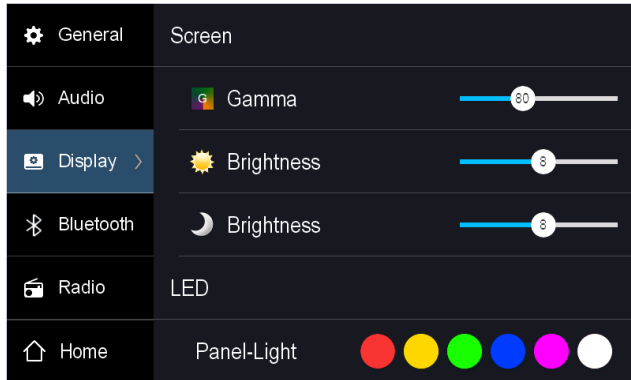 General
Audio
Display
Bluetooth
Radio
Home
Screen
G Gamma 80
Brightness 8
Brightness 8
LED
Panel-Light